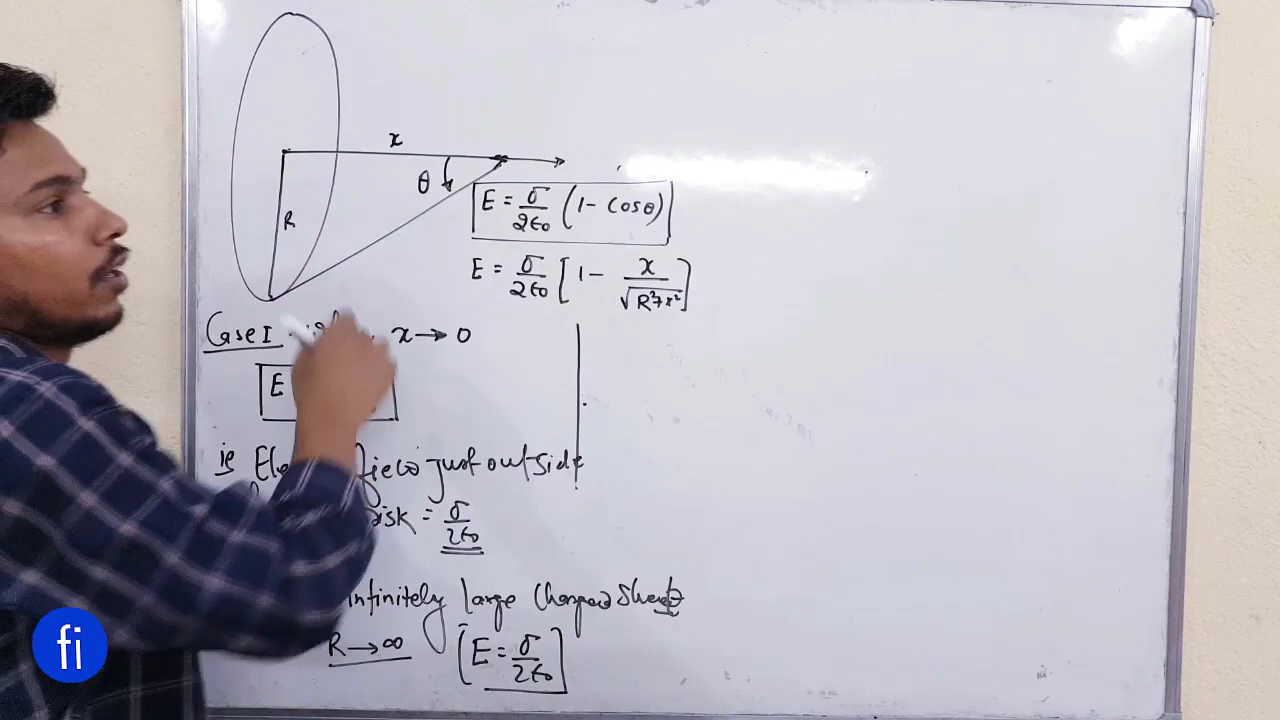 x
θ
R
E = σ/2ε0 (1 - cosθ)
E = σ/2ε0 [1 - x/√R²+x²]
Case I x → 0
E
ie field just outside
disk = σ/2ε0
infinitely large charged sheet
R → ∞ [E = σ/2ε0]
fi